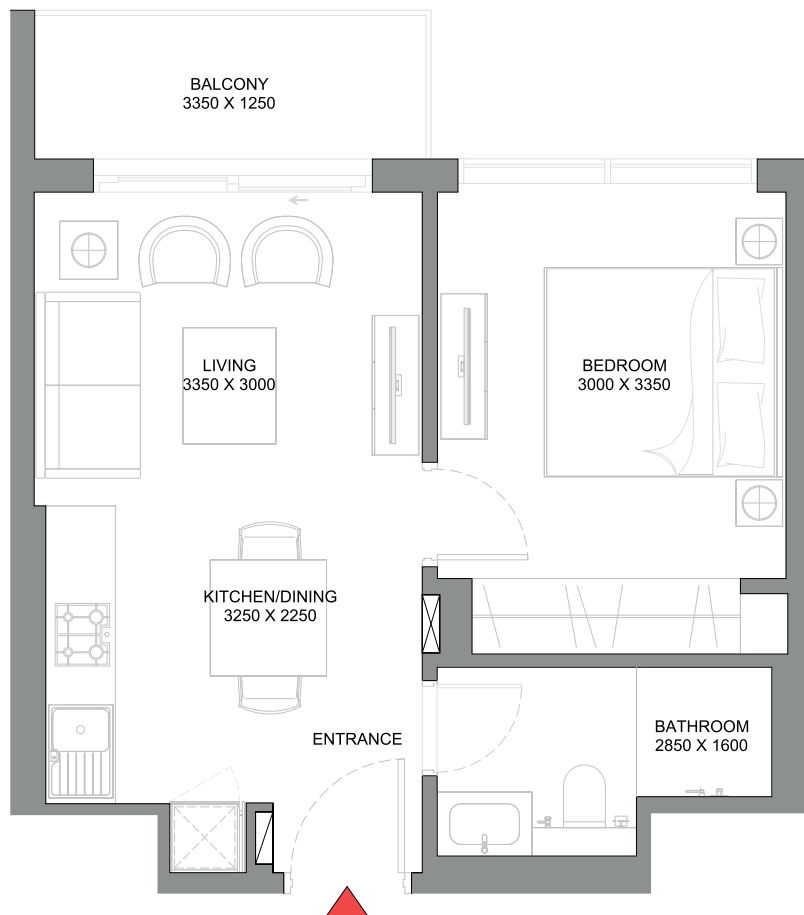 BALCONY
3350 X 1250
LIVING
3350 X 3000
BEDROOM
3000 X 3350
KITCHEN/DINING
3250 X 2250
ENTRANCE
BATHROOM
2850 X 1600